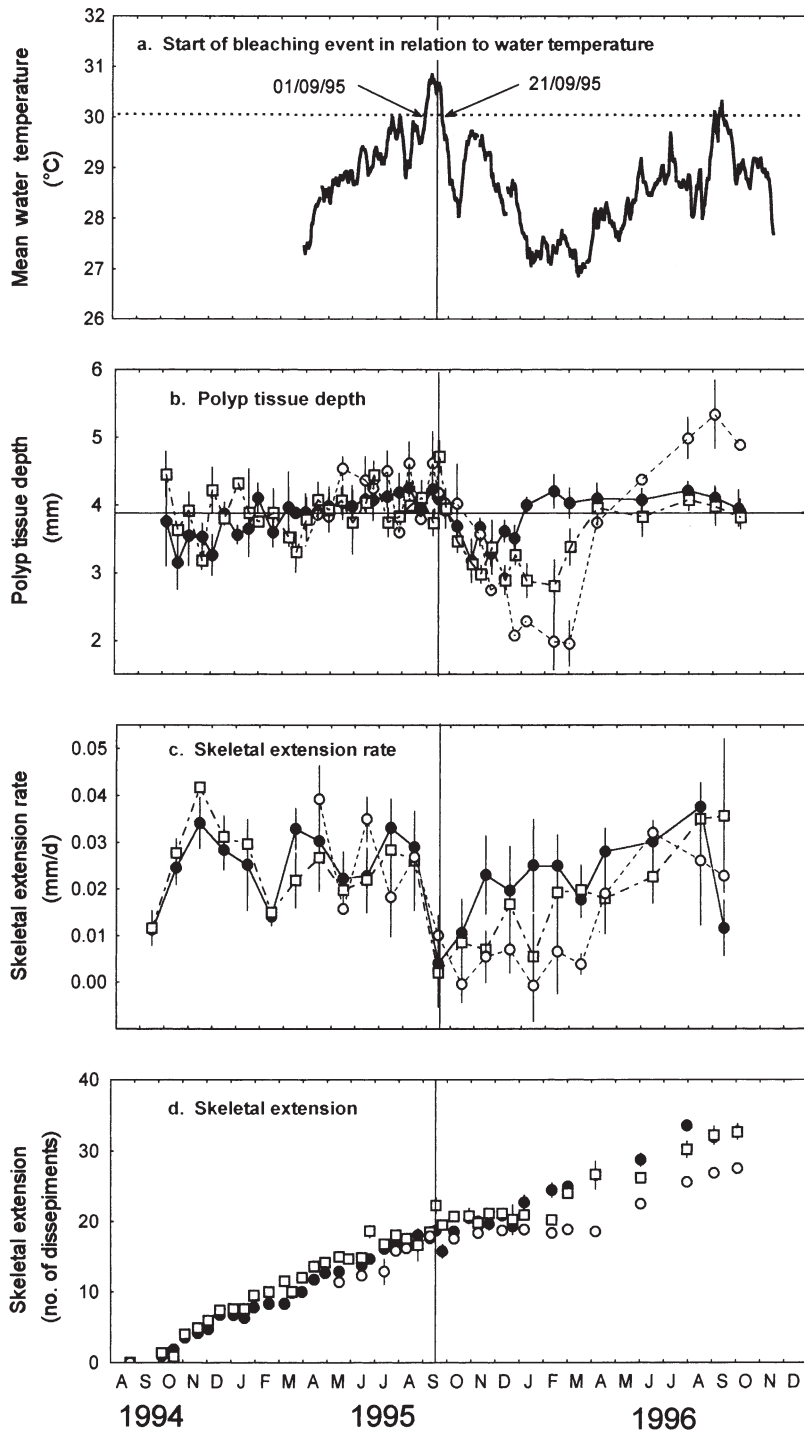 32
31
30
29
28
27
26
Mean water temperature
(°C)
a. Start of bleaching event in relation to water temperature
01/09/95
21/09/95
6
5
4
3
2
Polyp tissue depth
(mm)
b. Polyp tissue depth
0.05
0.04
0.03
0.02
0.01
0.00
Skeletal extension rate
(mm/d)
c. Skeletal extension rate
40
30
20
10
0
Skeletal extension
(no. of dissepiments)
d. Skeletal extension
A S O N D J F M A M J J A S O N D J F M A M J J A S O N D
1994 1995 1996